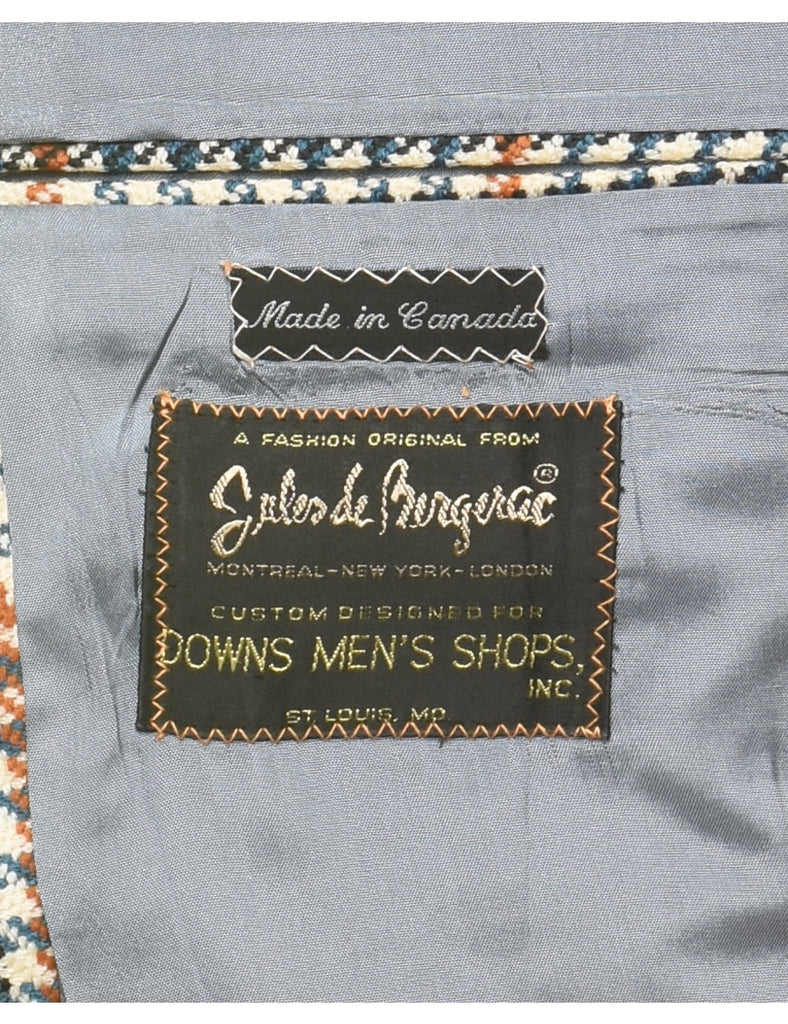 Made in Canada
A FASHION ORIGINAL FROM
Jules de Bergerac ®
MONTREAL-NEW YORK-LONDON
CUSTOM DESIGNED FOR
DOWNS MEN'S SHOPS,
INC.
ST. LOUIS, MO.